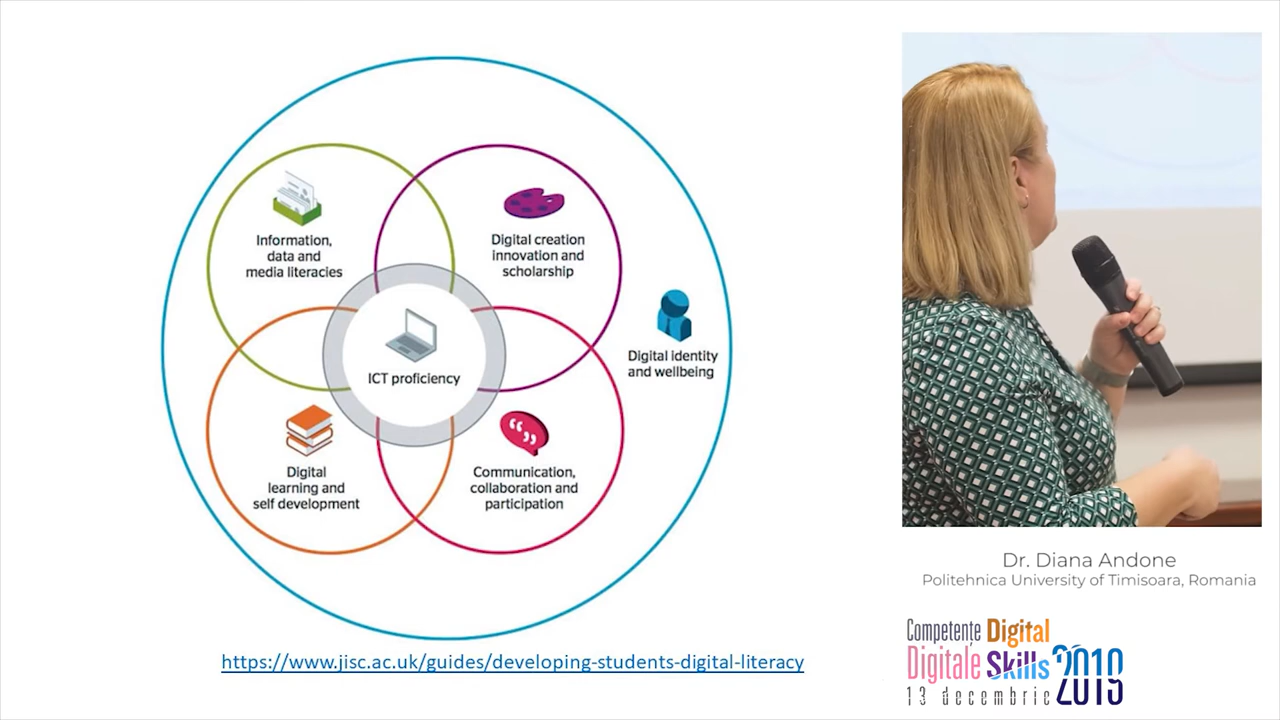 Information,
data and
media literacies
Digital creation
innovation and
scholarship
ICT proficiency
Digital identity
and wellbeing
Digital
learning and
self development
Communication,
collaboration and
participation
https://www.jisc.ac.uk/guides/developing-students-digital-literacy
Dr. Diana Andone
Politehnica University of Timisoara, Romania
Competențe Digital
Digitale Skills 2019
13 decembrie